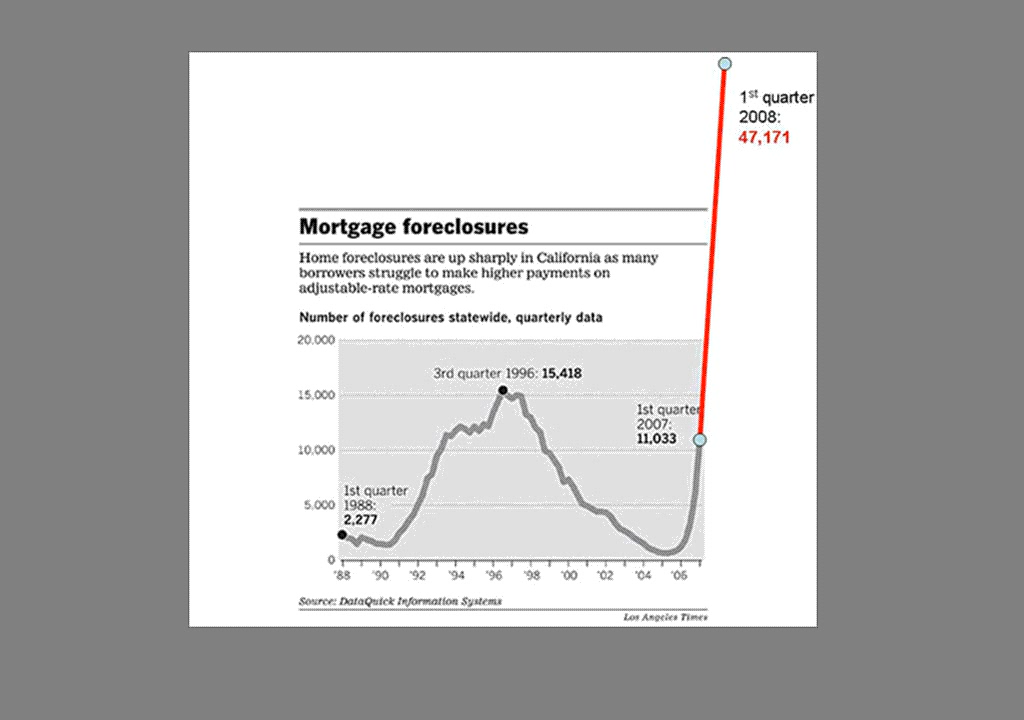 1st quarter
2008:
47,171
Mortgage foreclosures
Home foreclosures are up sharply in California as many
borrowers struggle to make higher payments on
adjustable-rate mortgages.
Number of foreclosures statewide, quarterly data
20.000
3rd quarter 1996: 15,418
15,000
1st quarter
2007:
11,033
10,000
1st quarter
1988:
2,277
5,000
0
'88 '90 '92 '94 '96 '98 '00 '02 '04 '06
Source: DataQuick Information Systems
Los Angeles Times